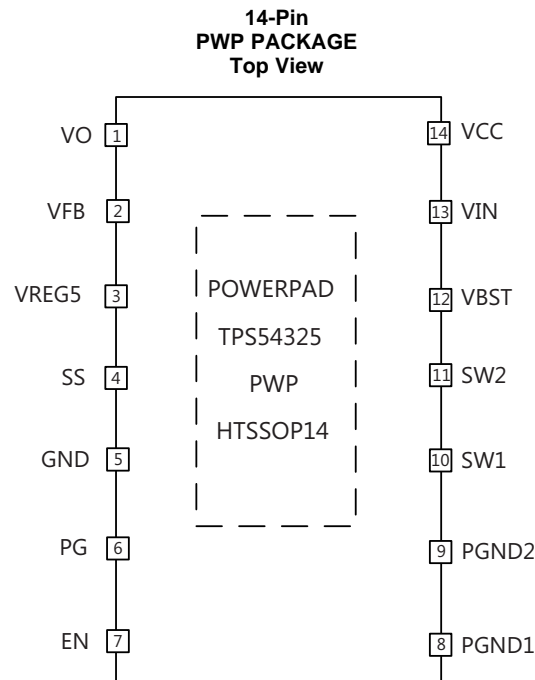 14-Pin
PWP PACKAGE
Top View
VO 1
VFB 2
VREG5 3
SS 4
GND 5
PG 6
EN 7
POWERPAD
TPS54325
PWP
HTSSOP14
14 VCC
13 VIN
12 VBST
11 SW2
10 SW1
9 PGND2
8 PGND1